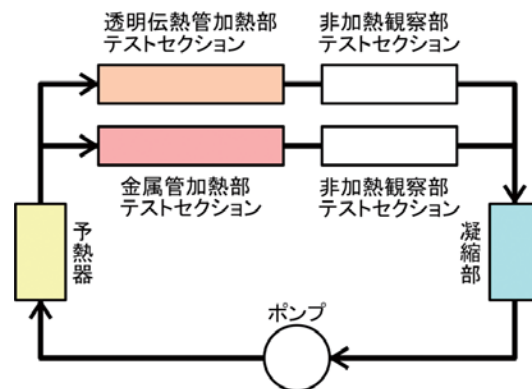 透明伝熱管加熱部
テストセクション
非加熱観察部
テストセクション
金属管加熱部
テストセクション
非加熱観察部
テストセクション
予熱器
凝縮部
ポンプ